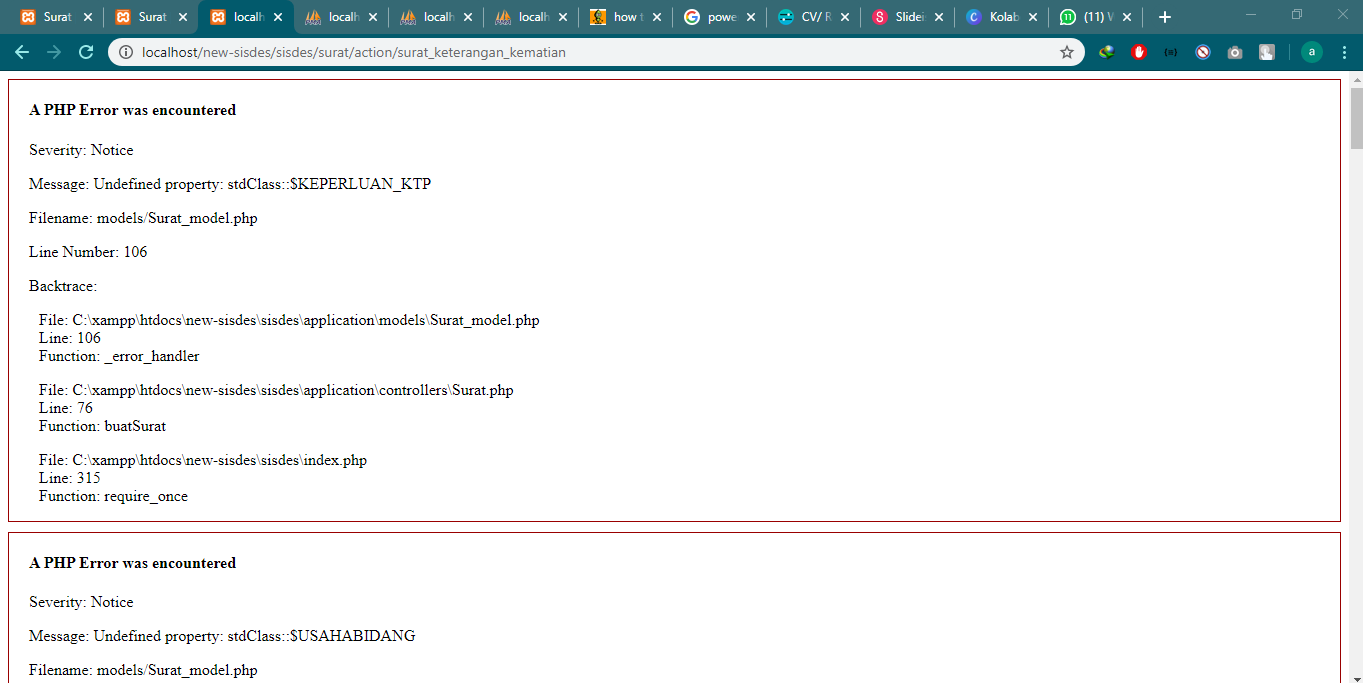 Surat
Surat
localh
localh
localh
localh
how t
powe
CV/ R
Slidei
Kolab
(11) W
localhost/new-sisdes/sisdes/surat/action/surat_keterangan_kematian
a
A PHP Error was encountered
Severity: Notice
Message: Undefined property: stdClass::$KEPERLUAN_KTP
Filename: models/Surat_model.php
Line Number: 106
Backtrace:
File: C:\xampp\htdocs\new-sisdes\sisdes\application\models\Surat_model.php
Line: 106
Function: _error_handler
File: C:\xampp\htdocs\new-sisdes\sisdes\application\controllers\Surat.php
Line: 76
Function: buatSurat
File: C:\xampp\htdocs\new-sisdes\sisdes\index.php
Line: 315
Function: require_once
A PHP Error was encountered
Severity: Notice
Message: Undefined property: stdClass::$USAHABIDANG
Filename: models/Surat_model.php